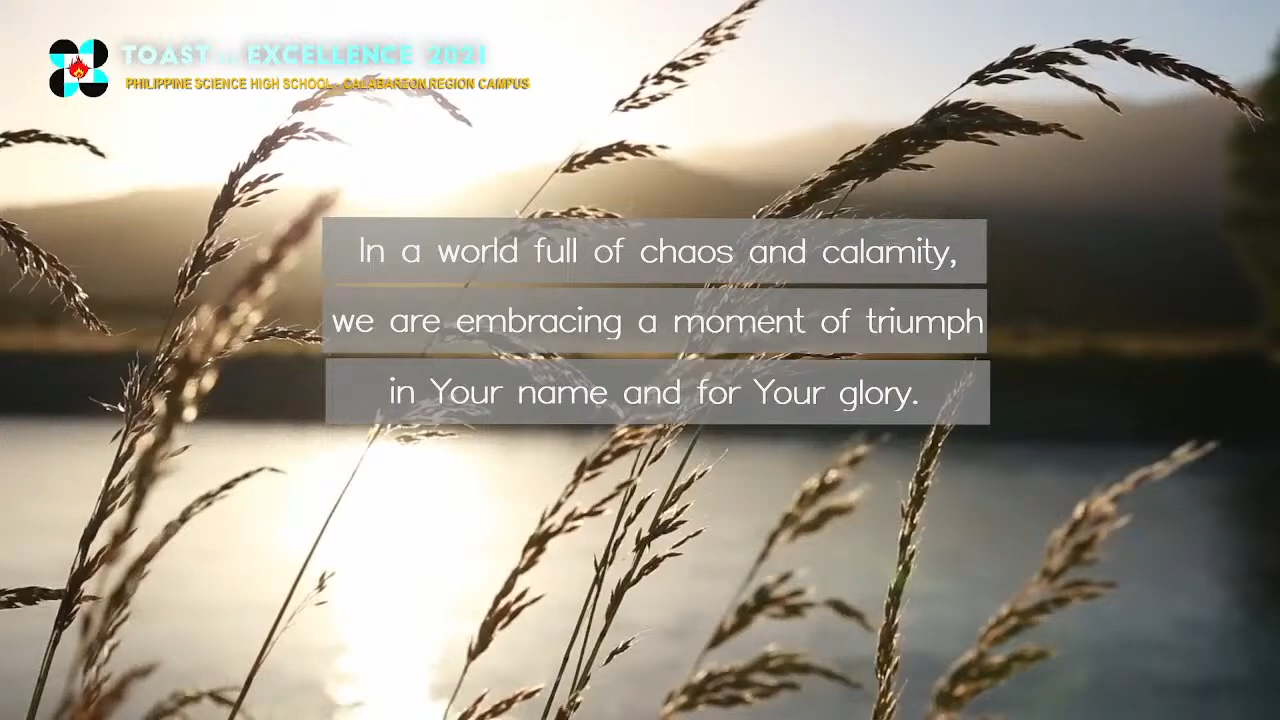 TOAST EXCELLENCE 2021
PHILIPPINE SCIENCE HIGH SCHOOL - CALABARZON REGION CAMPUS
In a world full of chaos and calamity,
we are embracing a moment of triumph
in Your name and for Your glory.